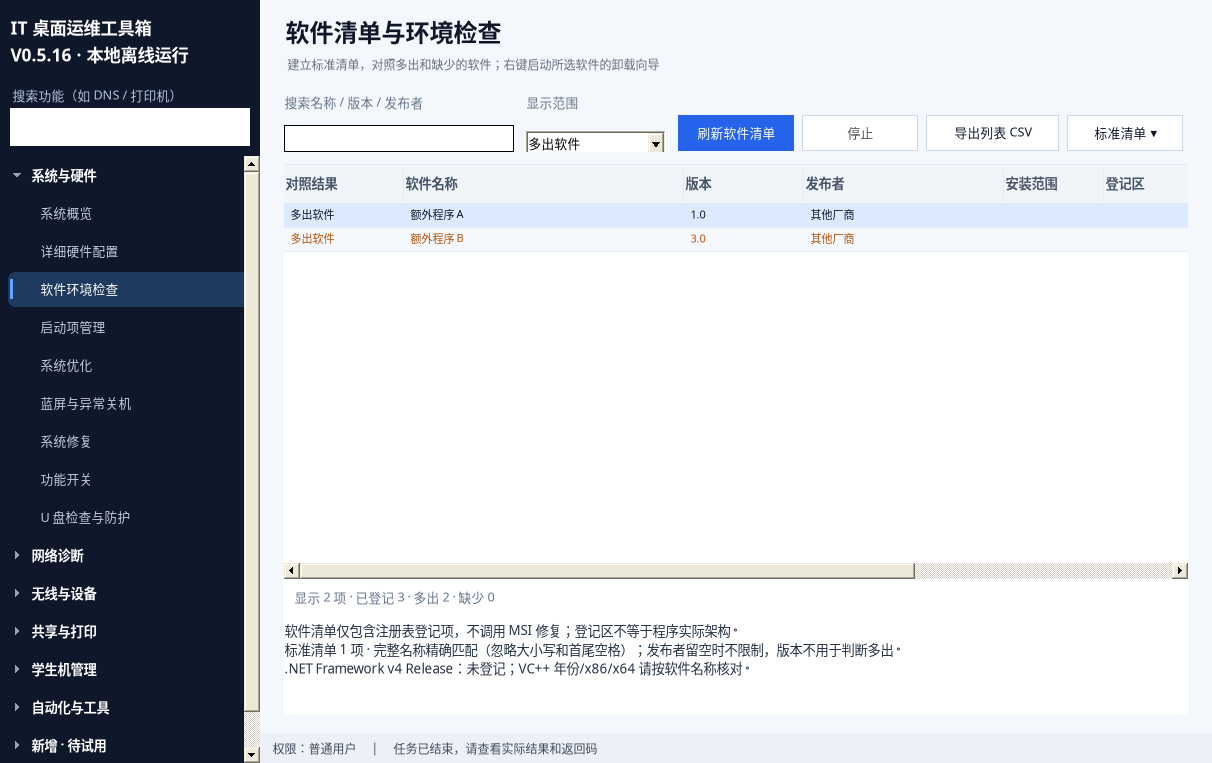 IT 桌面运维工具箱
V0.5.16 · 本地离线运行
搜索功能（如 DNS / 打印机）
系统与硬件
系统概览
详细硬件配置
软件环境检查
启动项管理
系统优化
蓝屏与异常关机
系统修复
功能开关
U 盘检查与防护
网络诊断
无线与设备
共享与打印
学生机管理
自动化与工具
新增 · 待试用
软件清单与环境检查
建立标准清单，对照多出和缺少的软件；右键启动所选软件的卸载向导
搜索名称 / 版本 / 发布者 显示范围
多出软件 刷新软件清单 停止 导出列表 CSV 标准清单 ▾
对照结果 软件名称 版本 发布者 安装范围 登记区
多出软件 额外程序 A 1.0 其他厂商
多出软件 额外程序 B 3.0 其他厂商
显示 2 项 · 已登记 3 · 多出 2 · 缺少 0
软件清单仅包含注册表登记项，不调用 MSI 修复；登记区不等于程序实际架构。
标准清单 1 项 · 完整名称精确匹配（忽略大小写和首尾空格）；发布者留空时不限制，版本不用于判断多出。
.NET Framework v4 Release：未登记；VC++ 年份/x86/x64 请按软件名称核对。
权限：普通用户 | 任务已结束，请查看实际结果和返回码